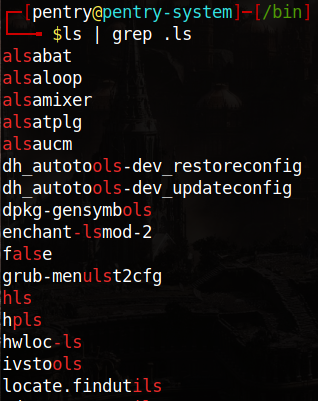 ┌─[pentry@pentry-system]─[/bin]
└──╼ $ls | grep .ls
alsabat
alsaloop
alsamixer
alsatplg
alsaucm
dh_autotools-dev_restoreconfig
dh_autotools-dev_updateconfig
dpkg-gensymbols
enchant-lsmod-2
false
grub-menulst2cfg
hls
hpls
hwloc-ls
ivstools
locate.findutils